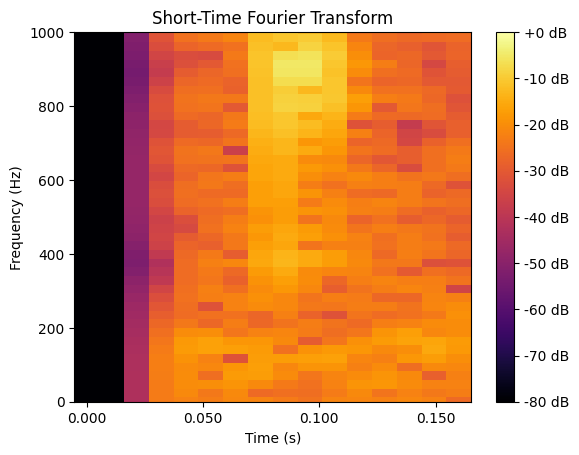 Short-Time Fourier Transform
1000
800
600
400
200
0
Frequency (Hz)
0.000
0.050
0.100
0.150
Time (s)
+0 dB
-10 dB
-20 dB
-30 dB
-40 dB
-50 dB
-60 dB
-70 dB
-80 dB